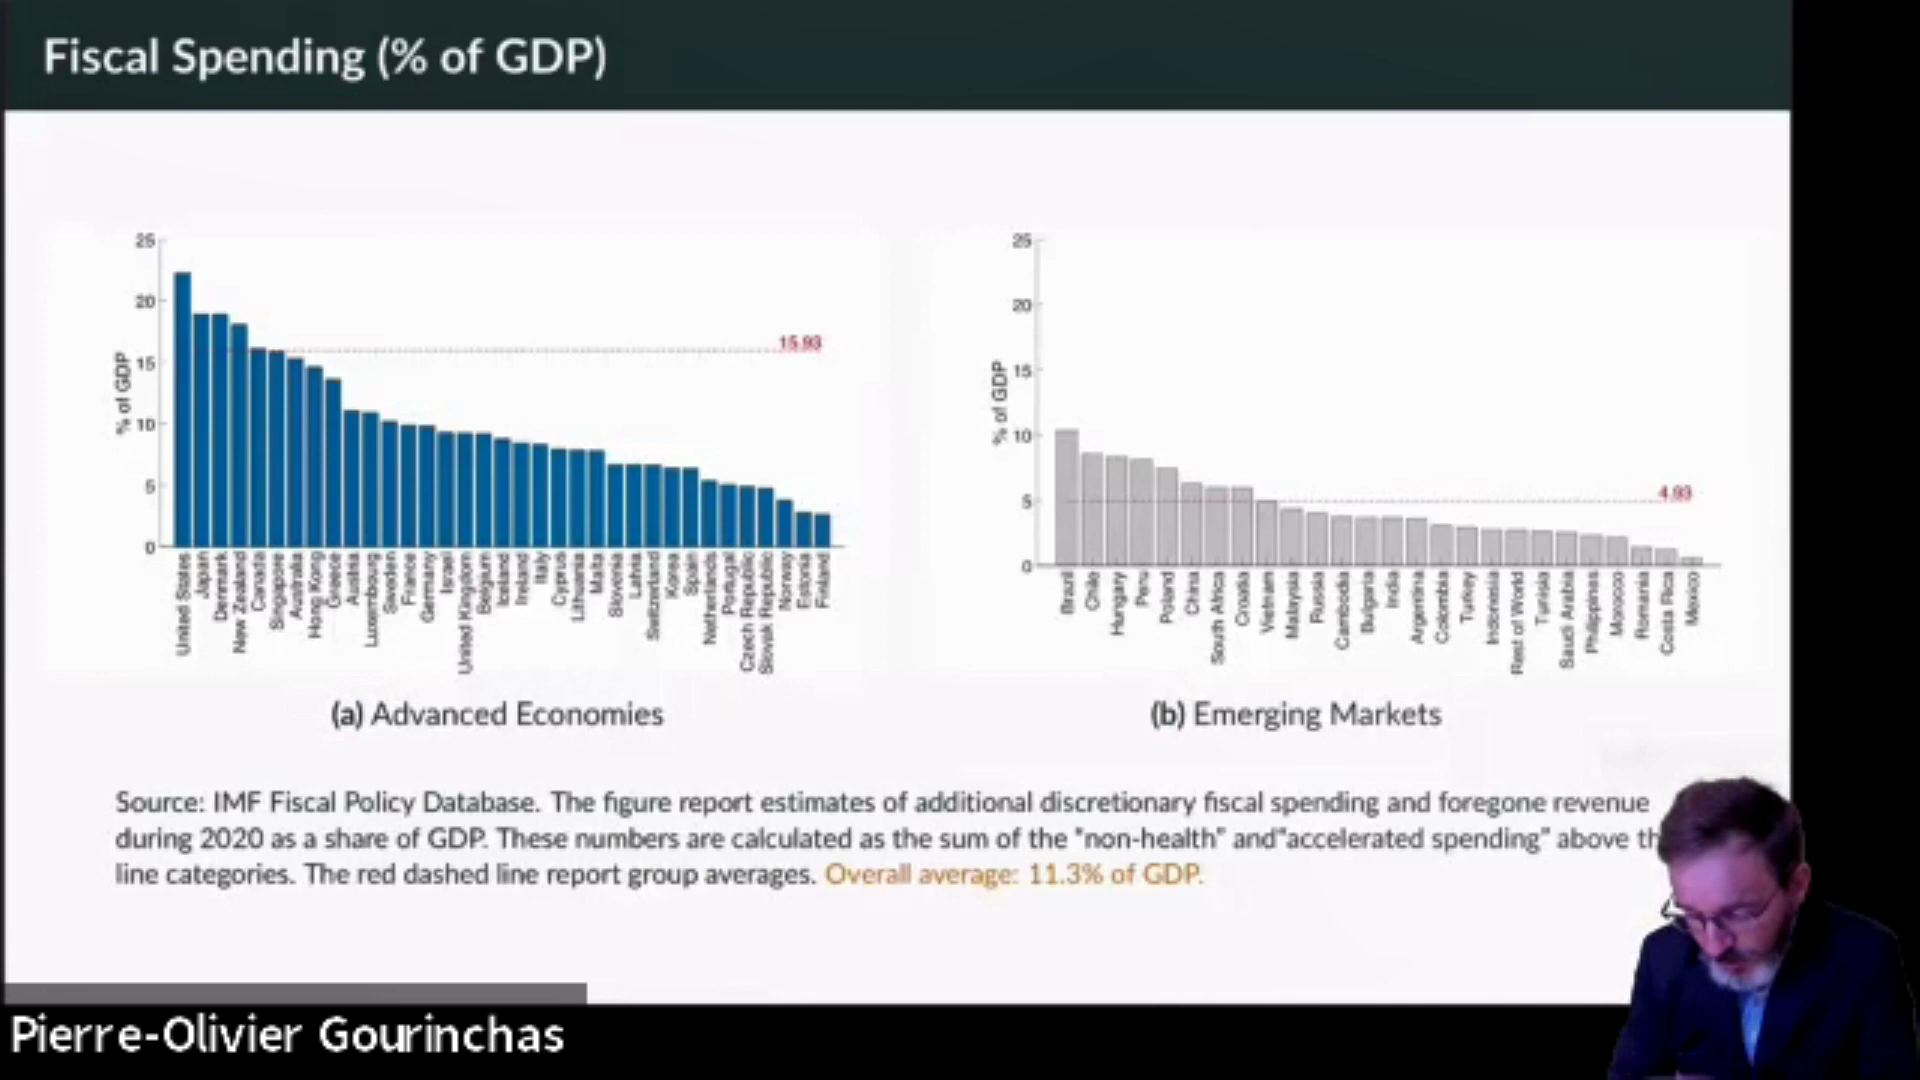 Fiscal Spending (% of GDP)
25
20
15
10
5
0
% of GDP
15.93
United States
Japan
Denmark
New Zealand
Canada
Singapore
Australia
Hong Kong
Greece
Austria
Luxembourg
Sweden
France
Germany
Israel
United Kingdom
Belgium
Iceland
Ireland
Italy
Cyprus
Lithuania
Malta
Slovenia
Latvia
Switzerland
Korea
Spain
Netherlands
Portugal
Czech Republic
Slovak Republic
Norway
Estonia
Finland
(a) Advanced Economies
25
20
15
10
5
0
% of GDP
4.93
Brazil
Chile
Hungary
Peru
Poland
China
South Africa
Croatia
Vietnam
Malaysia
Russia
Cambodia
Bulgaria
India
Argentina
Colombia
Turkey
Indonesia
Rest of World
Tunisia
Saudi Arabia
Philippines
Morocco
Romania
Costa Rica
Mexico
(b) Emerging Markets
Source: IMF Fiscal Policy Database. The figure report estimates of additional discretionary fiscal spending and foregone revenue
during 2020 as a share of GDP. These numbers are calculated as the sum of the "non-health" and"accelerated spending" above th
line categories. The red dashed line report group averages. Overall average: 11.3% of GDP.
Pierre-Olivier Gourinchas